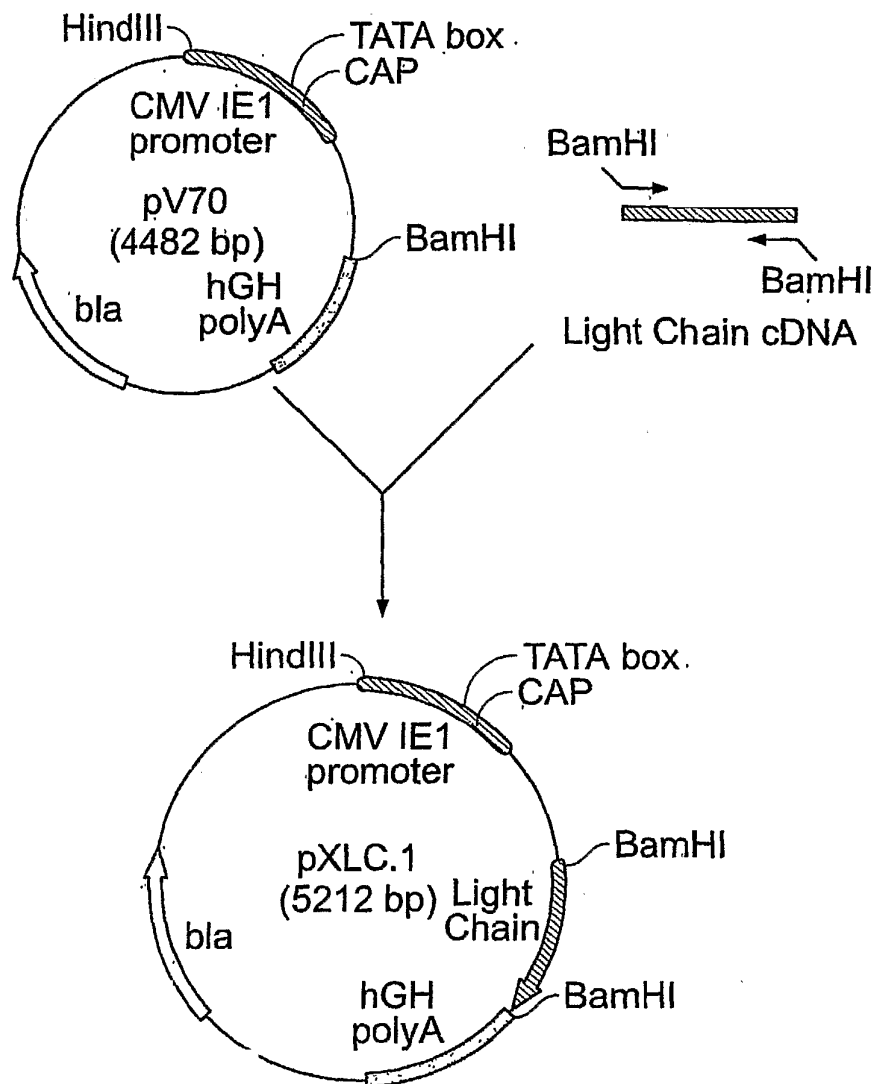 HindIII
TATA box
CAP
CMV IE1
promoter
pV70
(4482 bp)
BamHI
hGH
polyA
bla
BamHI
BamHI
Light Chain cDNA
HindIII
TATA box
CAP
CMV IE1
promoter
BamHI
pXLC.1
(5212 bp)
Light
Chain
bla
BamHI
hGH
polyA